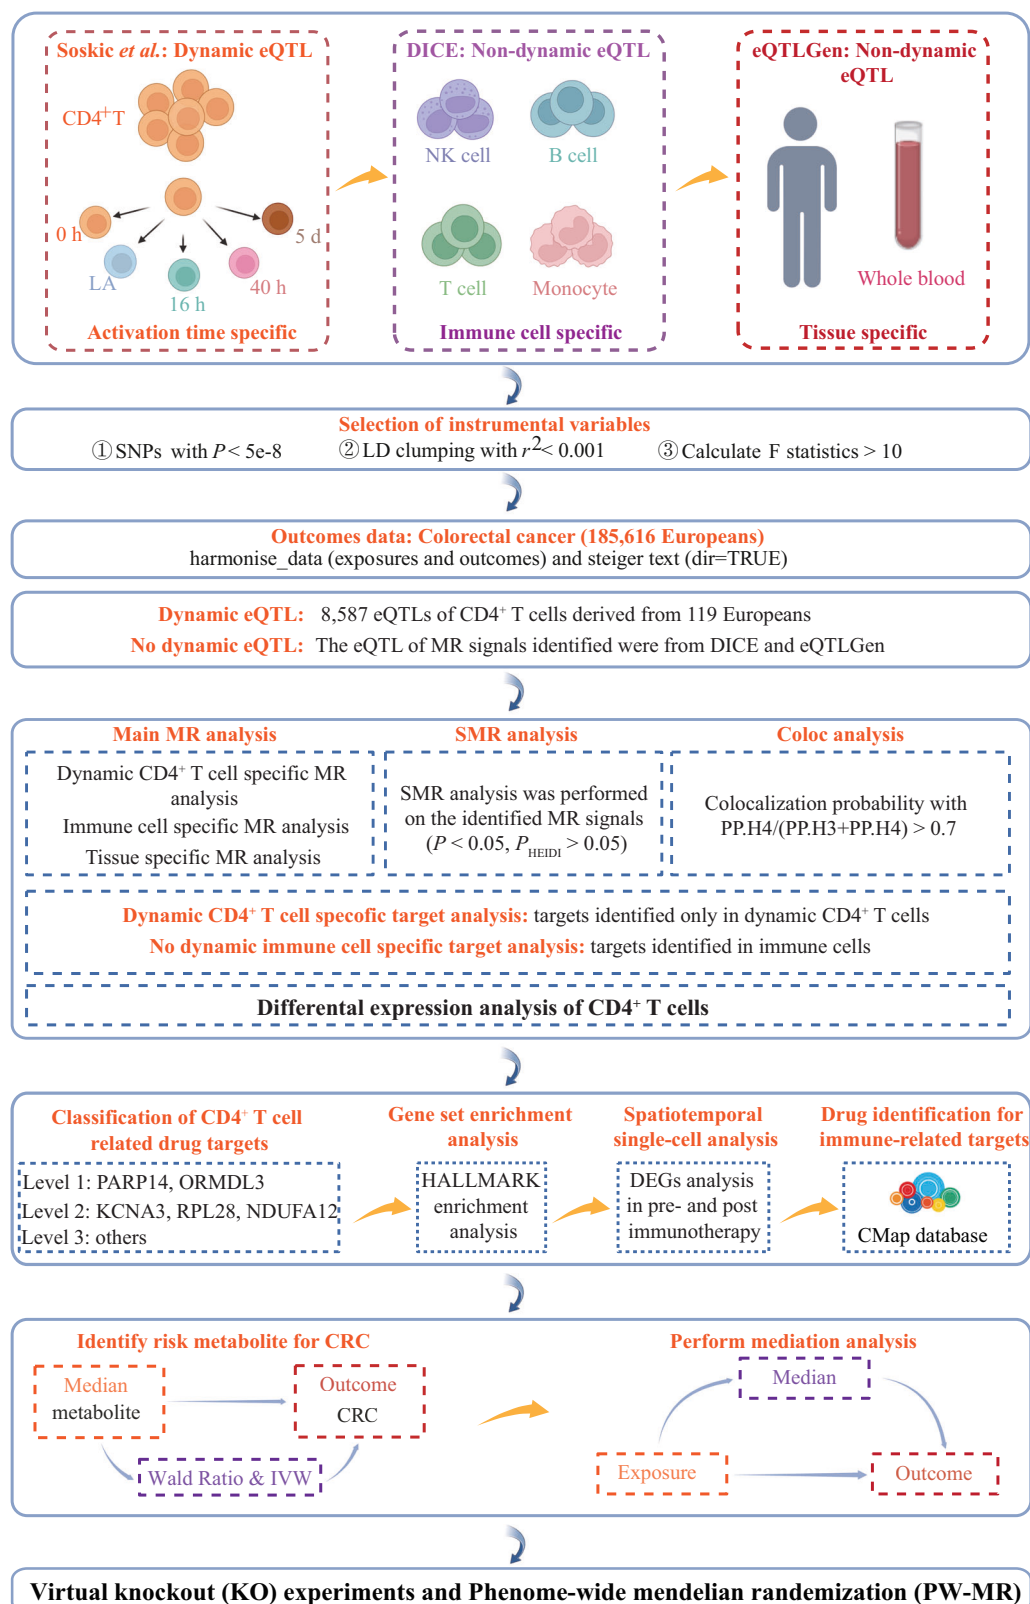 Soskic et al.: Dynamic eQTL
CD4+T
0 h
LA
16 h
40 h
5 d
Activation time specific
DICE: Non-dynamic eQTL
NK cell
B cell
T cell
Monocyte
Immune cell specific
eQTLGen: Non-dynamic
eQTL
Whole blood
Tissue specific
Selection of instrumental variables
① SNPs with P < 5e-8 ② LD clumping with r2 < 0.001 ③ Calculate F statistics > 10
Outcomes data: Colorectal cancer (185,616 Europeans)
harmonise_data (exposures and outcomes) and steiger text (dir=TRUE)
Dynamic eQTL: 8,587 eQTLs of CD4+ T cells derived from 119 Europeans
No dynamic eQTL: The eQTL of MR signals identified were from DICE and eQTLGen
Main MR analysis
Dynamic CD4+ T cell specific MR
analysis
Immune cell specific MR analysis
Tissue specific MR analysis
SMR analysis
SMR analysis was performed
on the identified MR signals
(P < 0.05, PHEIDI > 0.05)
Coloc analysis
Colocalization probability with
PP.H4/(PP.H3+PP.H4) > 0.7
Dynamic CD4+ T cell specofic target analysis: targets identified only in dynamic CD4+ T cells
No dynamic immune cell specific target analysis: targets identified in immune cells
Differental expression analysis of CD4+ T cells
Classification of CD4+ T cell
related drug targets
Level 1: PARP14, ORMDL3
Level 2: KCNA3, RPL28, NDUFA12
Level 3: others
Gene set enrichment
analysis
HALLMARK
enrichment
analysis
Spatiotemporal
single-cell analysis
DEGs analysis
in pre- and post
immunotherapy
Drug identification for
immune-related targets
CMap database
Identify risk metabolite for CRC
Median
metabolite
Outcome
CRC
Wald Ratio & IVW
Perform mediation analysis
Median
Exposure
Outcome
Virtual knockout (KO) experiments and Phenome-wide mendelian randomization (PW-MR)